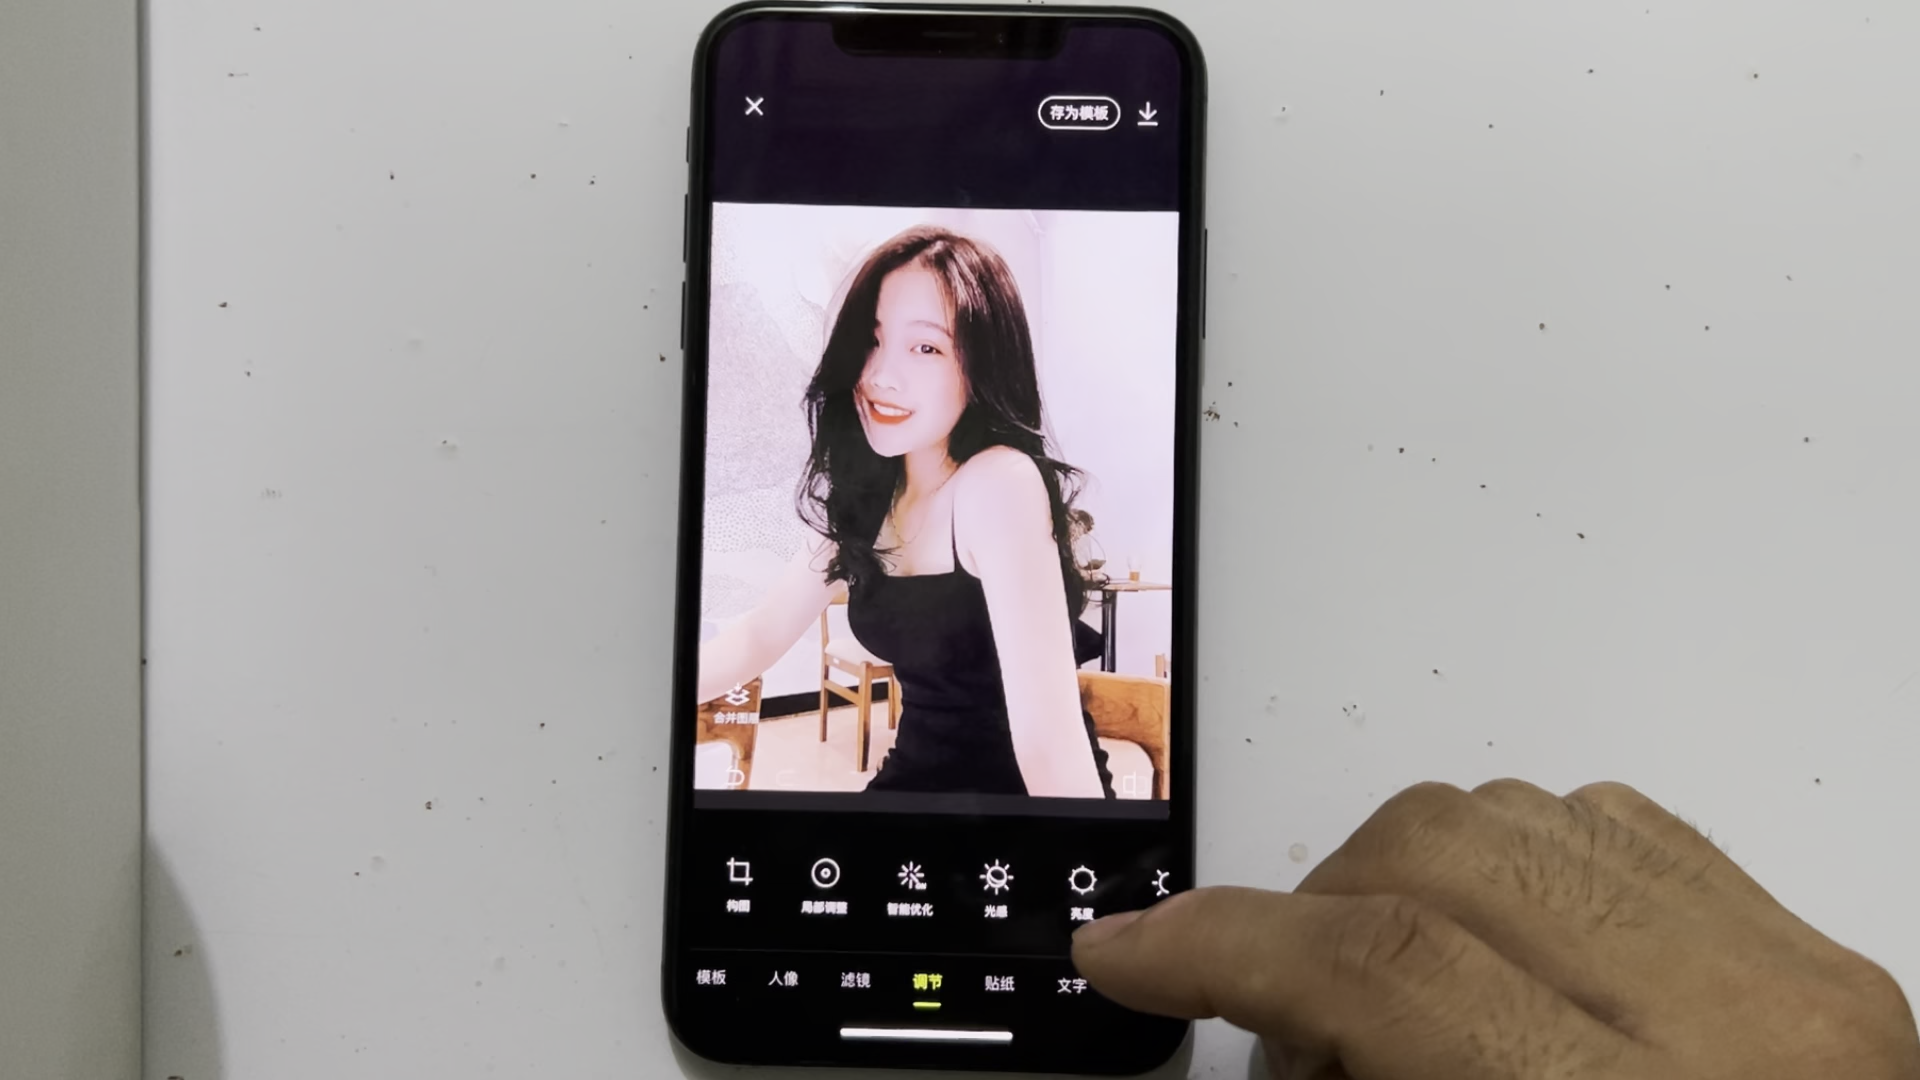 存为模板
合并图层
构图
局部调整
智能优化
光感
亮度
模板
人像
滤镜
调节
贴纸
文字